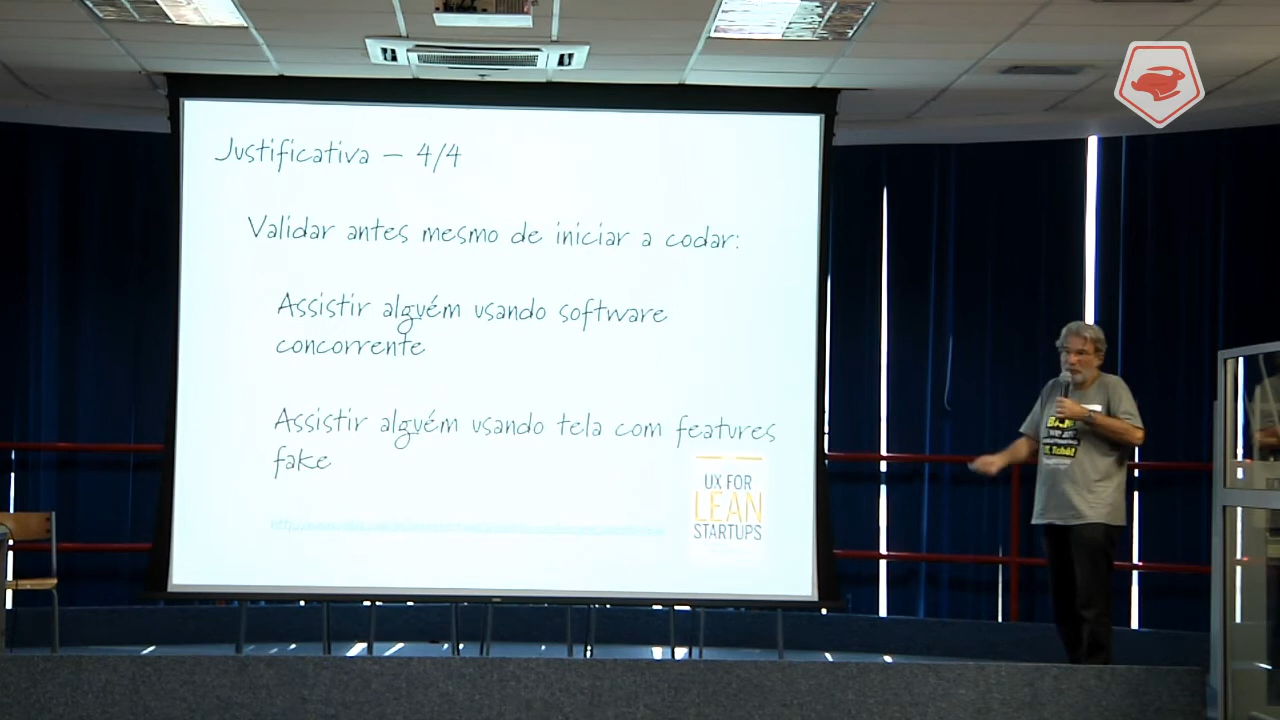 Justificativa – 4/4
Validar antes mesmo de iniciar a codar:
Assistir alguém usando software
concorrente
Assistir alguém usando tela com features
fake
UX FOR
LEAN
STARTUPS